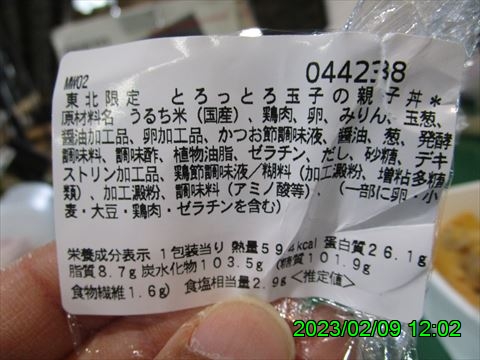 MW02
044238
東北限定 とろっとろ玉子の親子丼*
原材料名 うるち米(国産)、鶏肉、卵、みりん、玉葱、
醤油加工品、卵加工品、かつお節調味液、醤油、葱、発酵
調味料、調味酢、植物油脂、ゼラチン、だし、砂糖、デキ
ストリン加工品、鶏節調味液/糊料(加工澱粉、増粘多糖
類)、加工澱粉、調味料(アミノ酸等)、(一部に卵・小
麦・大豆・鶏肉・ゼラチンを含む)
栄養成分表示 1包装当り 熱量594kcal 蛋白質26.1g
脂質8.7g 炭水化物103.5g (糖質101.9g
食物繊維1.6g) 食塩相当量2.9g<推定値>
2023/02/09 12:02